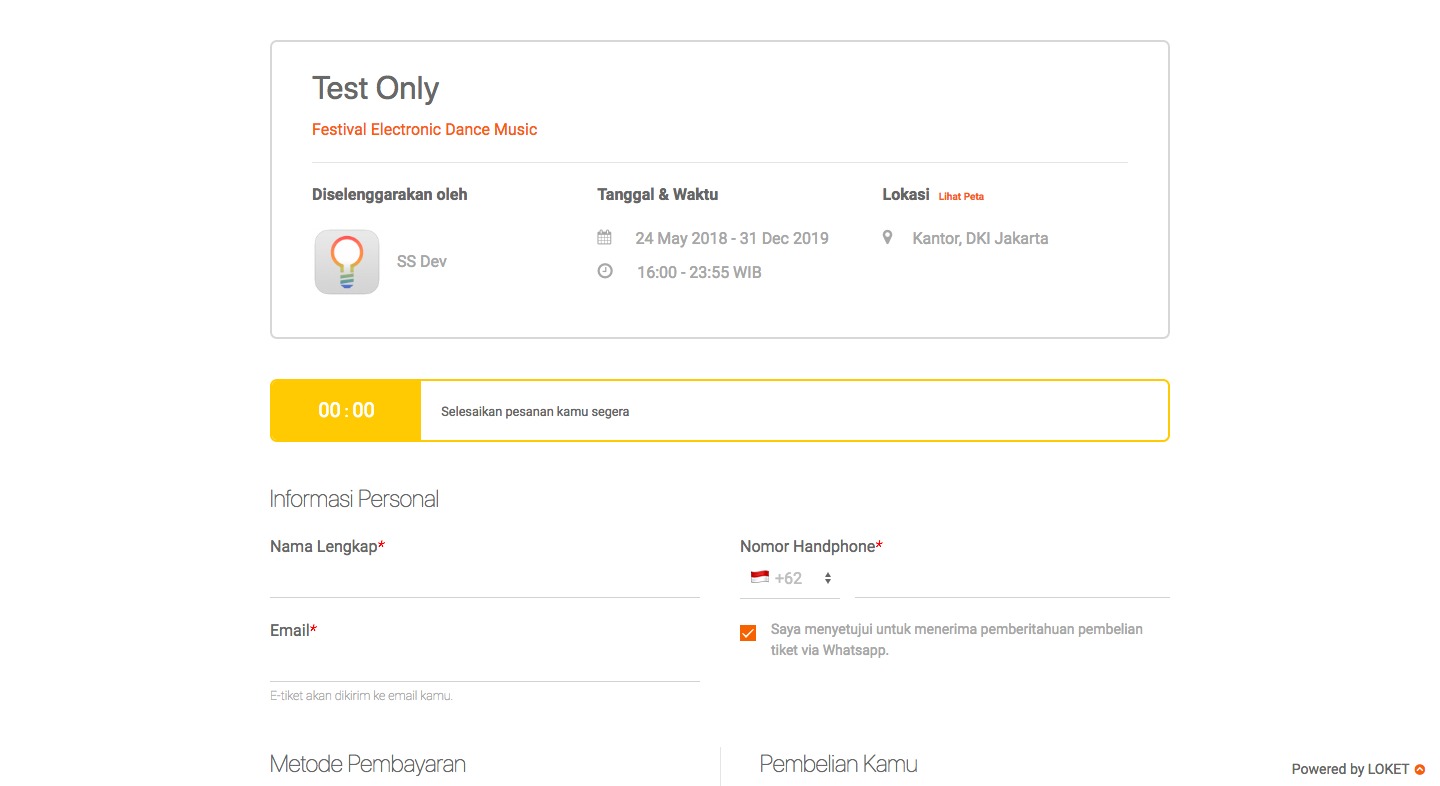 Test Only
Festival Electronic Dance Music
Diselenggarakan oleh
SS Dev
Tanggal & Waktu
24 May 2018 - 31 Dec 2019
16:00 - 23:55 WIB
Lokasi Lihat Peta
Kantor, DKI Jakarta
00 : 00
Selesaikan pesanan kamu segera
Informasi Personal
Nama Lengkap*
Nomor Handphone*
+62
Email*
Saya menyetujui untuk menerima pemberitahuan pembelian
tiket via Whatsapp.
E-tiket akan dikirim ke email kamu.
Metode Pembayaran
Pembelian Kamu
Powered by LOKET